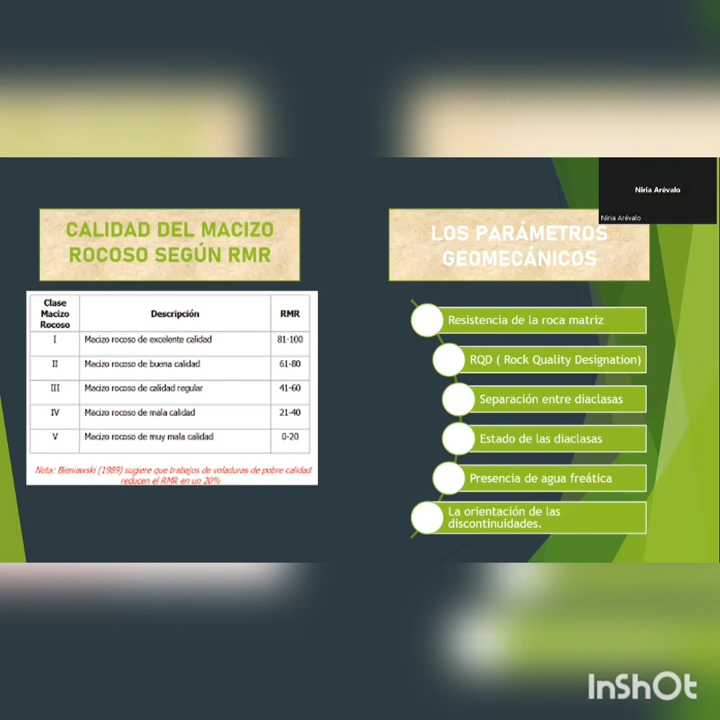 Niria Arévalo
Niria Arévalo
CALIDAD DEL MACIZO
ROCOSO SEGÚN RMR
Clase
Macizo
Rocoso
Descripción
RMR
I Macizo rocoso de excelente calidad 81-100
II Macizo rocoso de buena calidad 61-80
III Macizo rocoso de calidad regular 41-60
IV Macizo rocoso de mala calidad 21-40
V Macizo rocoso de muy mala calidad 0-20
Nota: Bieniawski (1989) sugiere que trabajos de voladuras de pobre calidad
reducen el RMR en un 20%
LOS PARÁMETROS
GEOMECÁNICOS
Resistencia de la roca matriz
RQD ( Rock Quality Designation)
Separación entre diaclasas
Estado de las diaclasas
Presencia de agua freática
La orientación de las
discontinuidades.
InShOt